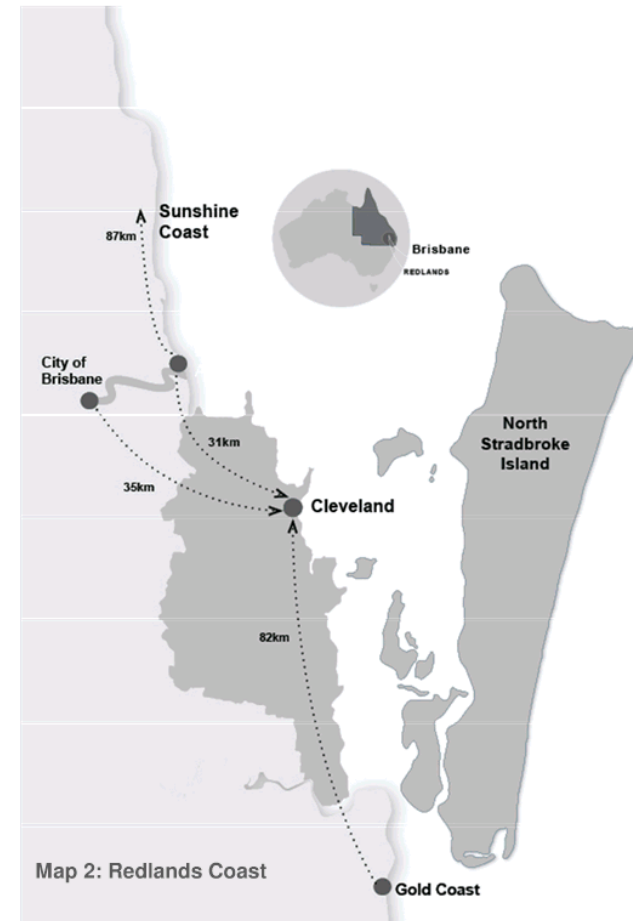 Sunshine
Coast
87km
Brisbane
REDLANDS
City of
Brisbane
North
Stradbroke
Island
31km
35km
Cleveland
82km
Map 2: Redlands Coast
Gold Coast